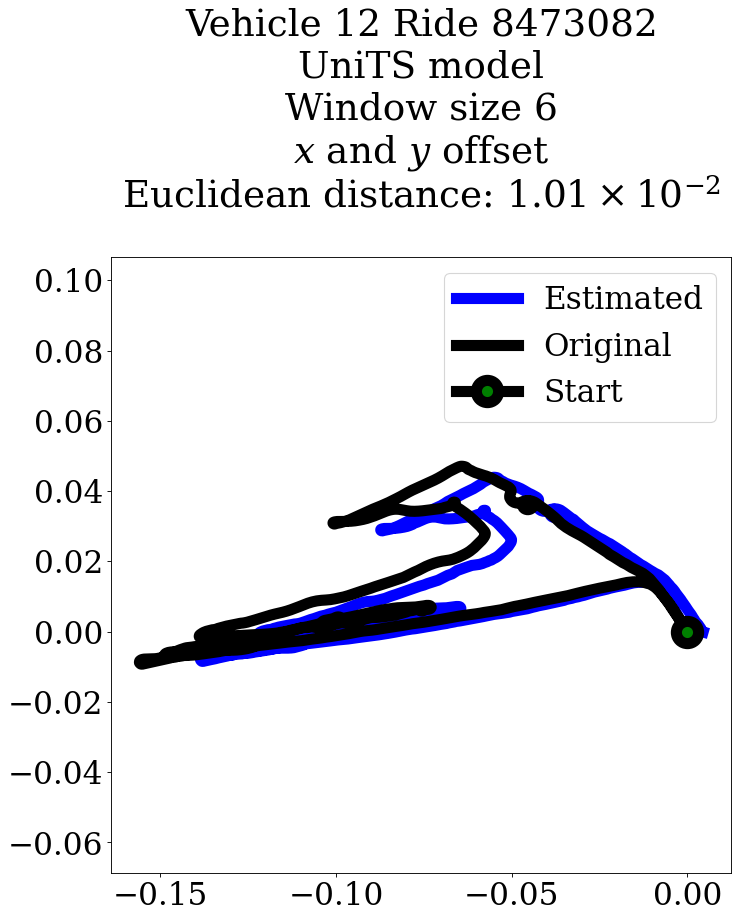 Vehicle 12 Ride 8473082
UniTS model
Window size 6
x and y offset
Euclidean distance: 1.01 × 10⁻²
Estimated
Original
Start
0.10
0.08
0.06
0.04
0.02
0.00
−0.02
−0.04
−0.06
−0.15
−0.10
−0.05
0.00